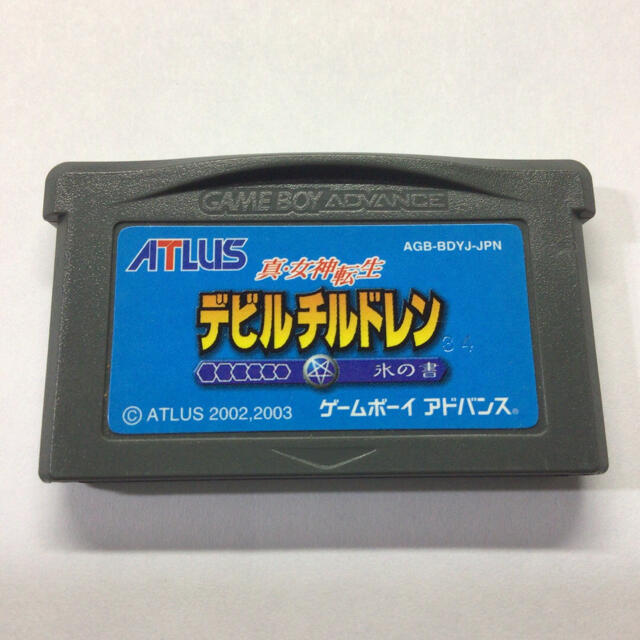 GAME BOY ADVANCE
ATLUS
AGB-BDYJ-JPN
真・女神転生
デビルチルドレン
34
氷の書
© ATLUS 2002,2003
ゲームボーイ アドバンス®